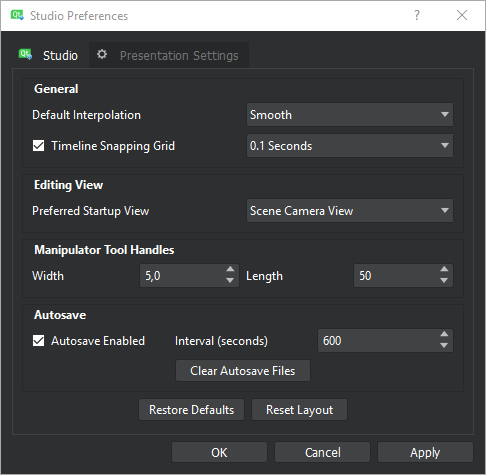 Qt Studio Preferences ?
Qt Studio Presentation Settings
General
Default Interpolation Smooth
Timeline Snapping Grid 0.1 Seconds
Editing View
Preferred Startup View Scene Camera View
Manipulator Tool Handles
Width 5,0 Length 50
Autosave
Autosave Enabled Interval (seconds) 600
Clear Autosave Files
Restore Defaults Reset Layout
OK Cancel Apply